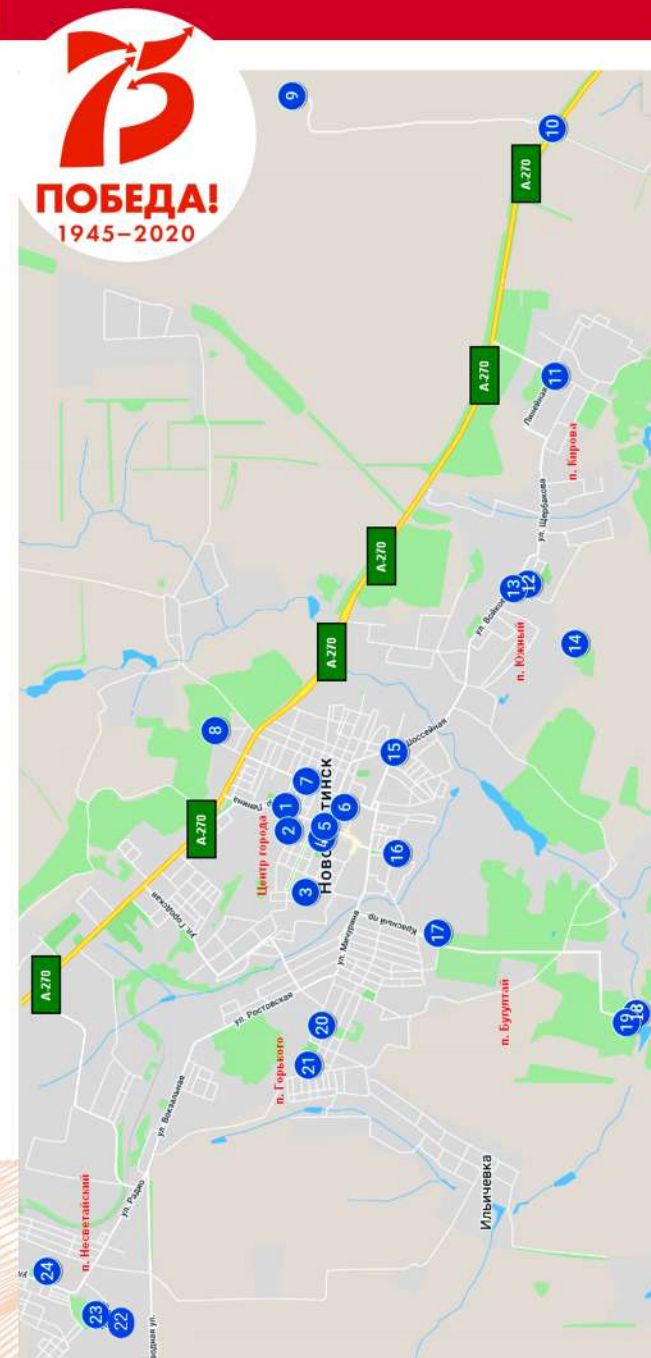 75
ПОБЕДА!
1945–2020
9
10
А-270
А-270
11
Линейная
п. Кирова
ул. Щербакова
А-270
13
12
ул. Войков
п. Южный
14
А-270
8
15
Шоссейная
7
1
2
5
6
4
3
Ленина
Центр города
А-270
16
ул. Городская
Красный пр
17
ул. Мичурина
А-270
ул. Ростовская
20
21
п. Горького
п. Бугултай
19
18
ул. Вокзальная
ул. Радио
п. Несветайский
Ильичевка
24
23
22
водная ул.